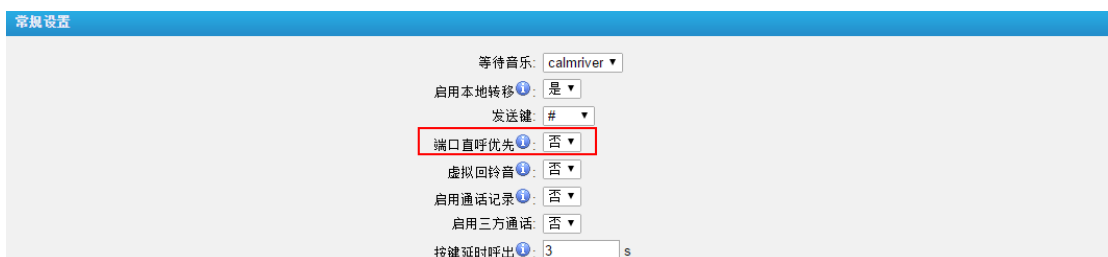 常规设置
等待音乐: calmriver
启用本地转移: 是
发送键: #
端口直呼优先: 否
虚拟回铃音: 否
启用通话记录: 否
启用三方通话: 否
按键延时呼出: 3 s